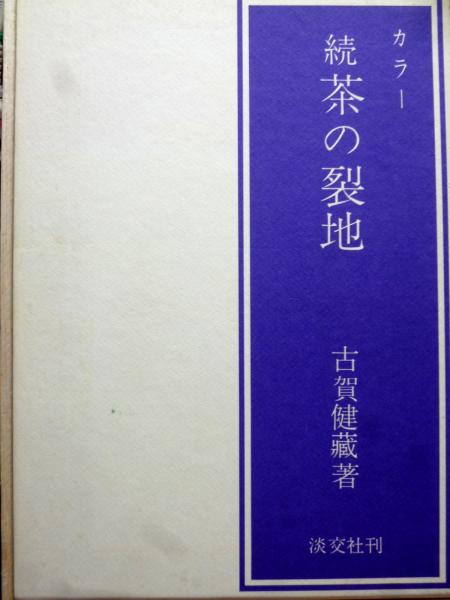 カラー
続茶の裂地
古賀健藏著
淡交社刊